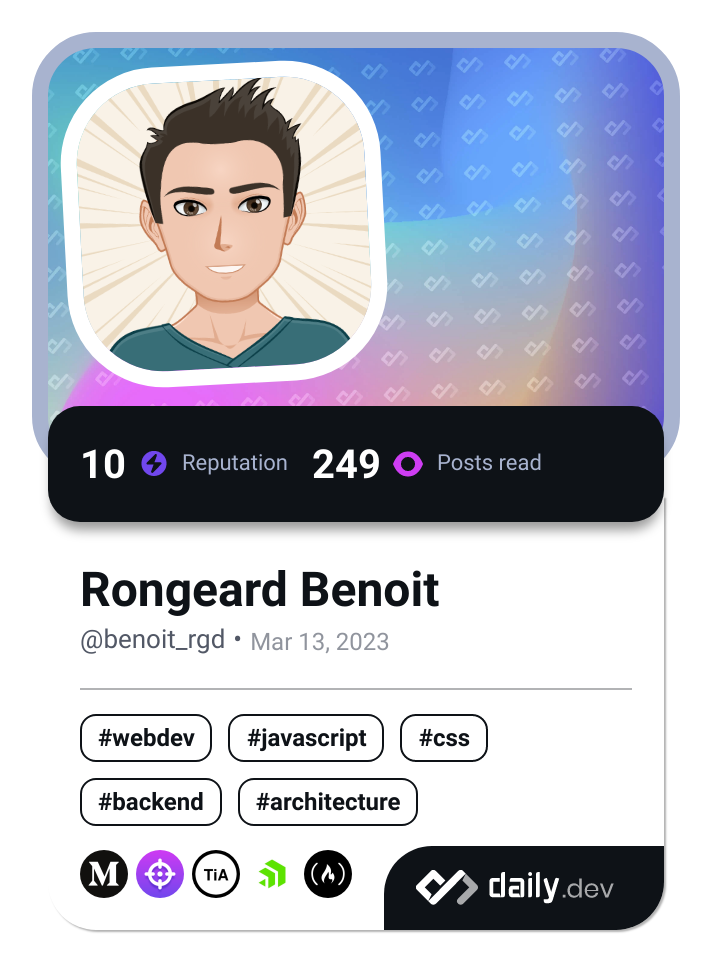 10 Reputation 249 Posts read
Rongeard Benoit
@benoit_rgd • Mar 13, 2023
#webdev #javascript #css
#backend #architecture
M TiA daily.dev